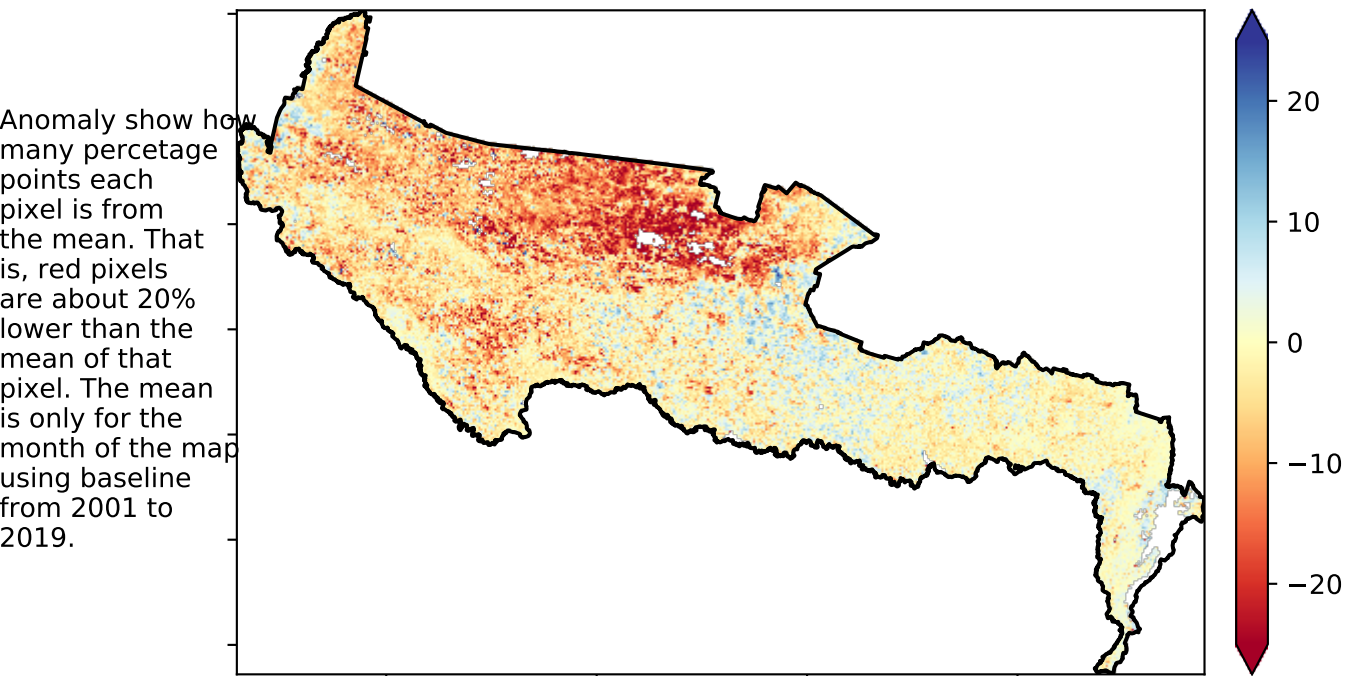 Anomaly show how
many percetage
points each
pixel is from
the mean. That
is, red pixels
are about 20%
lower than the
mean of that
pixel. The mean
is only for the
month of the map
using baseline
from 2001 to
2019.
20
10
0
−10
−20